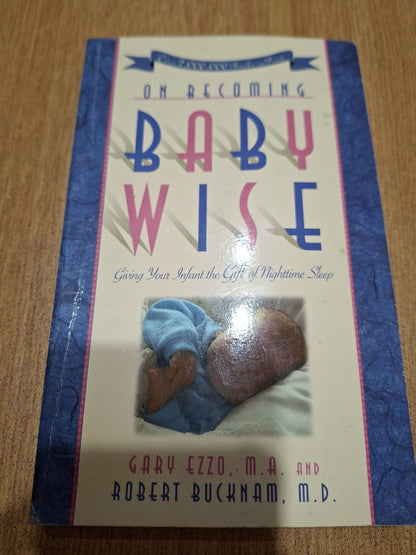 ON BECOMING
BABY
WISE
Giving Your Infant the Gift of Nighttime Sleep
GARY EZZO, M.A. AND
ROBERT BUCKNAM, M.D.